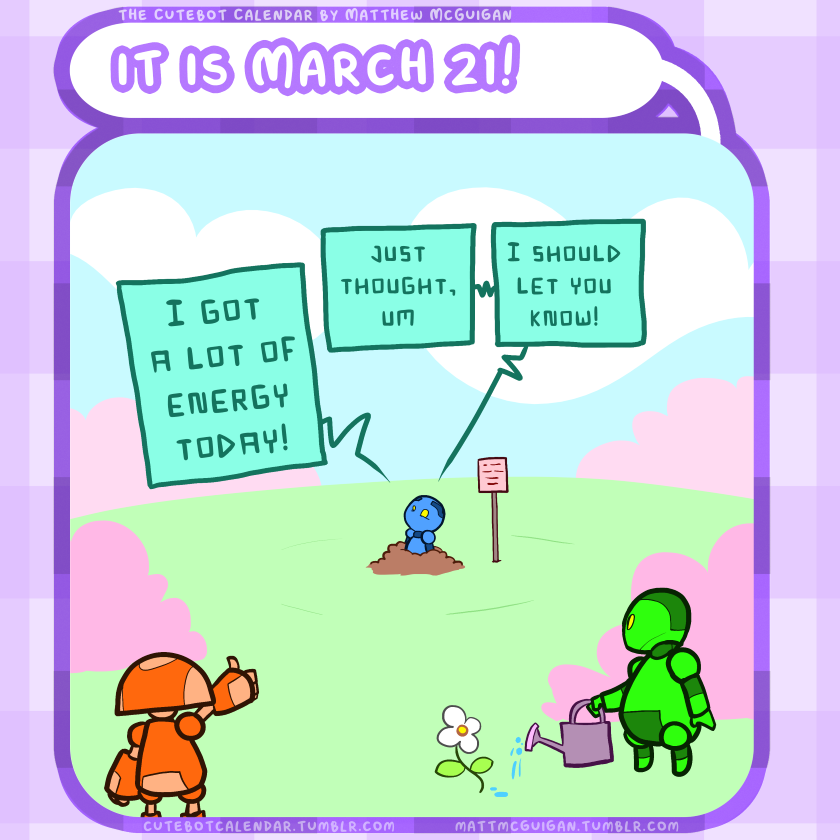 THE CUTEBOT CALENDAR BY MATTHEW MCGUIGAN
IT IS MARCH 21!
I GOT
A LOT OF
ENERGY
TODAY!
JUST
THOUGHT,
UM
I SHOULD
LET YOU
KNOW!
CUTEBOTCALENDAR.TUMBLR.COM
MATTMCGUIGAN.TUMBLR.COM